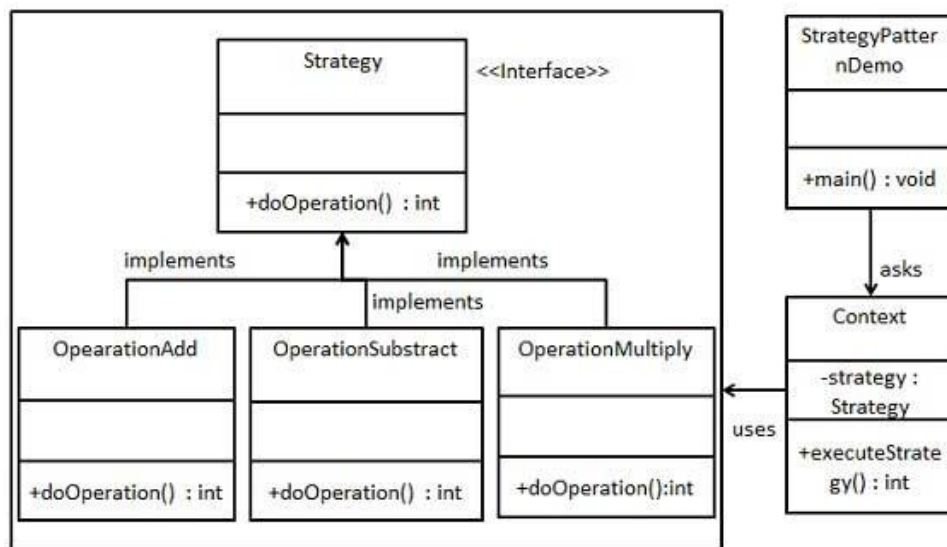 Strategy
<<Interface>>
+doOperation() : int
implements
implements
implements
OpearationAdd
+doOperation() : int
OperationSubstract
+doOperation() : int
OperationMultiply
+doOperation():int
StrategyPatter
nDemo
+main() : void
asks
Context
-strategy :
Strategy
+executeStrate
gy() : int
uses